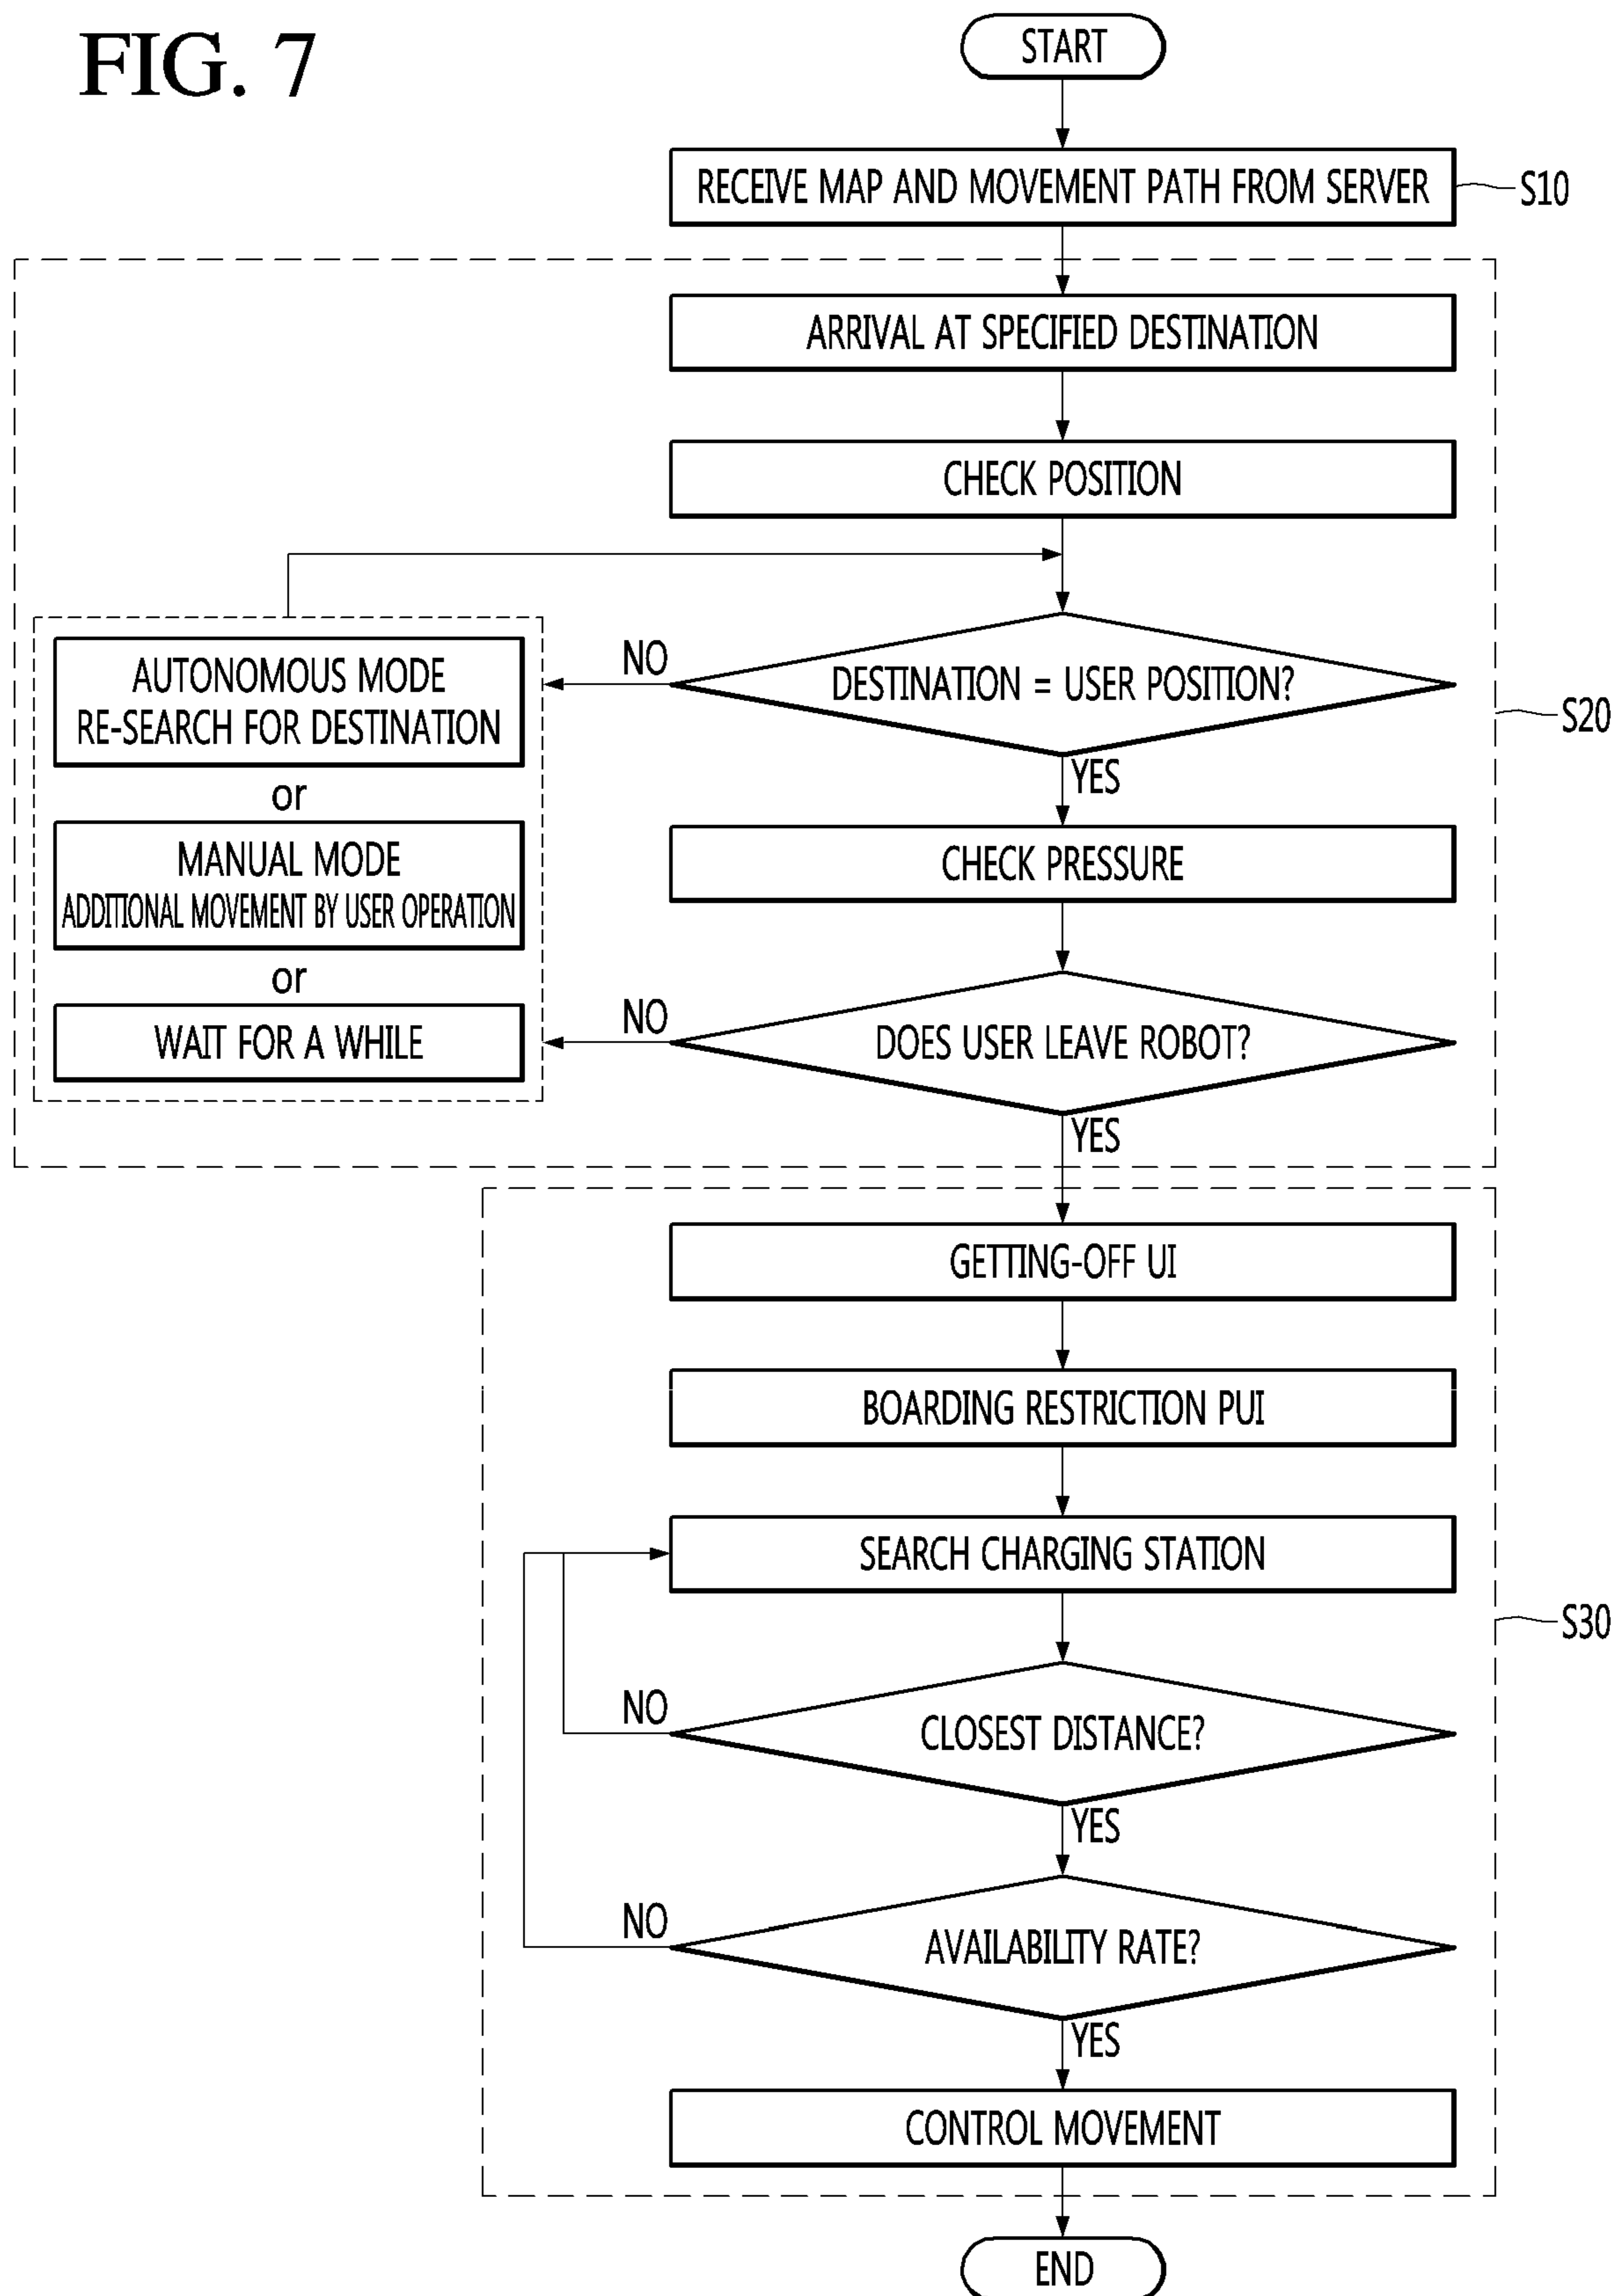 FIG. 7
START
RECEIVE MAP AND MOVEMENT PATH FROM SERVER
S10
ARRIVAL AT SPECIFIED DESTINATION
CHECK POSITION
DESTINATION = USER POSITION?
NO
YES
S20
AUTONOMOUS MODE
RE-SEARCH FOR DESTINATION
or
MANUAL MODE
ADDITIONAL MOVEMENT BY USER OPERATION
or
WAIT FOR A WHILE
CHECK PRESSURE
DOES USER LEAVE ROBOT?
NO
YES
GETTING-OFF UI
BOARDING RESTRICTION PUI
SEARCH CHARGING STATION
S30
CLOSEST DISTANCE?
NO
YES
AVAILABILITY RATE?
NO
YES
CONTROL MOVEMENT
END